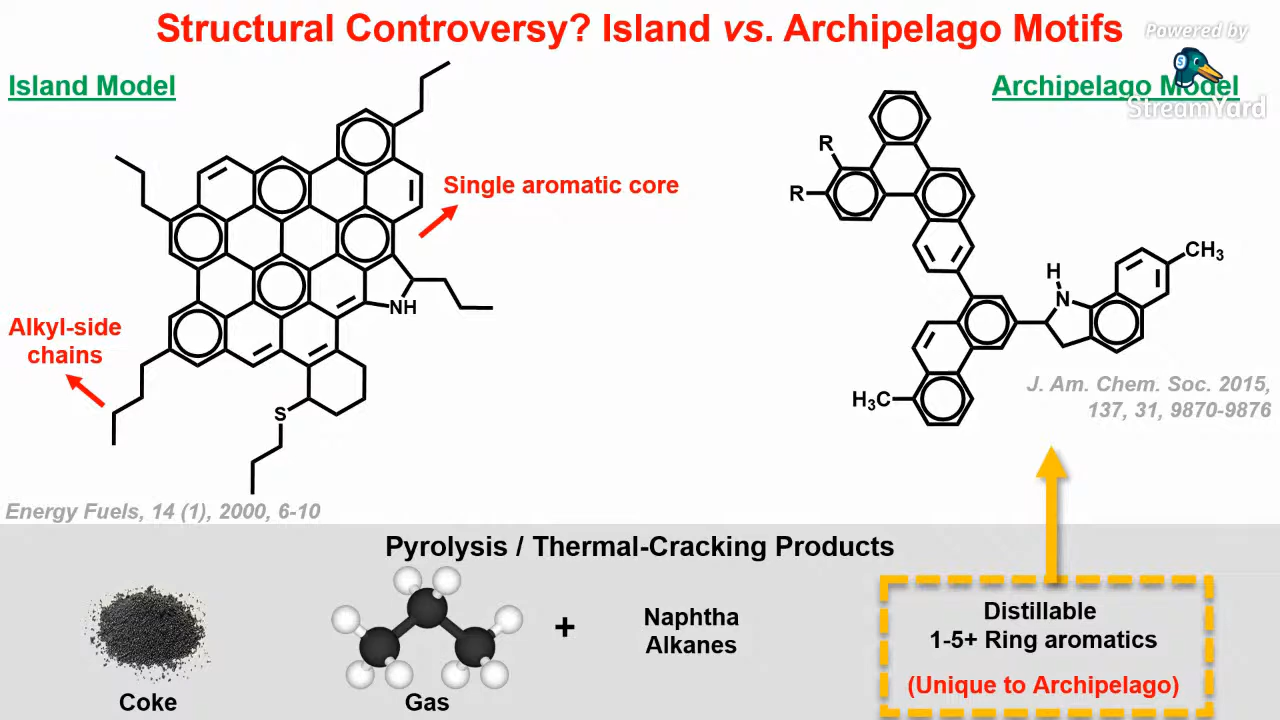 Structural Controversy? Island vs. Archipelago Motifs
Powered by
StreamYard
Island Model
Archipelago Model
Single aromatic core
Alkyl-side
chains
NH
S
R
R
H
N
CH3
H3C
Energy Fuels, 14 (1), 2000, 6-10
J. Am. Chem. Soc. 2015,
137, 31, 9870-9876
Pyrolysis / Thermal-Cracking Products
Coke
Gas
+
Naphtha
Alkanes
Distillable
1-5+ Ring aromatics
(Unique to Archipelago)